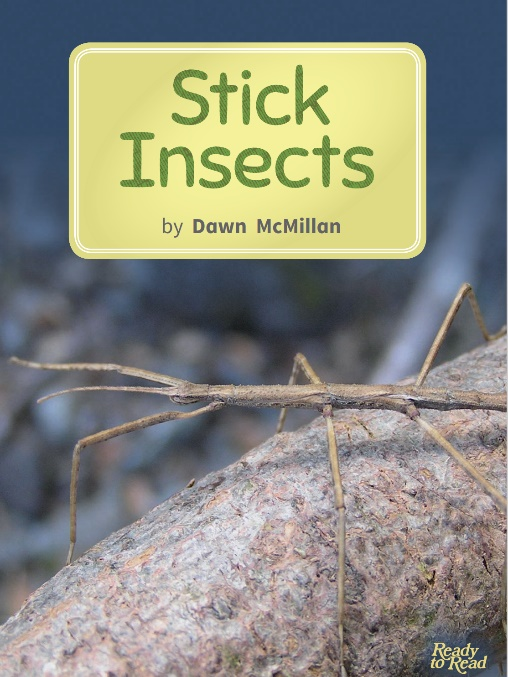 Stick
Insects
by Dawn McMillan
Ready
to Read